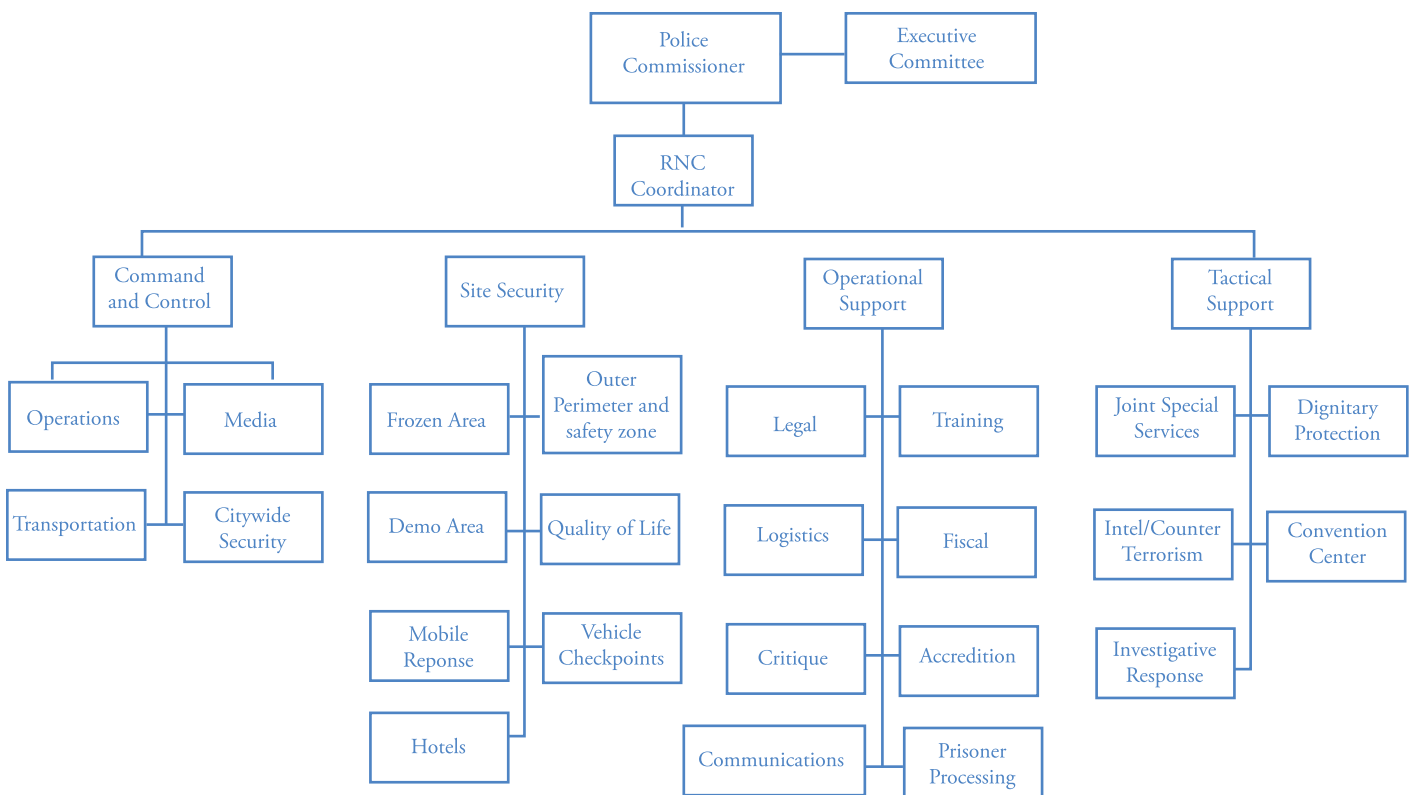 Police
Commissioner
Executive
Committee
RNC
Coordinator
Command
and Control
Site Security
Operational
Support
Tactical
Support
Operations
Media
Transportation
Citywide
Security
Frozen Area
Outer
Perimeter and
safety zone
Demo Area
Quality of Life
Mobile
Reponse
Vehicle
Checkpoints
Hotels
Legal
Training
Logistics
Fiscal
Critique
Accredition
Communications
Prisoner
Processing
Joint Special
Services
Dignitary
Protection
Intel/Counter
Terrorism
Convention
Center
Investigative
Response